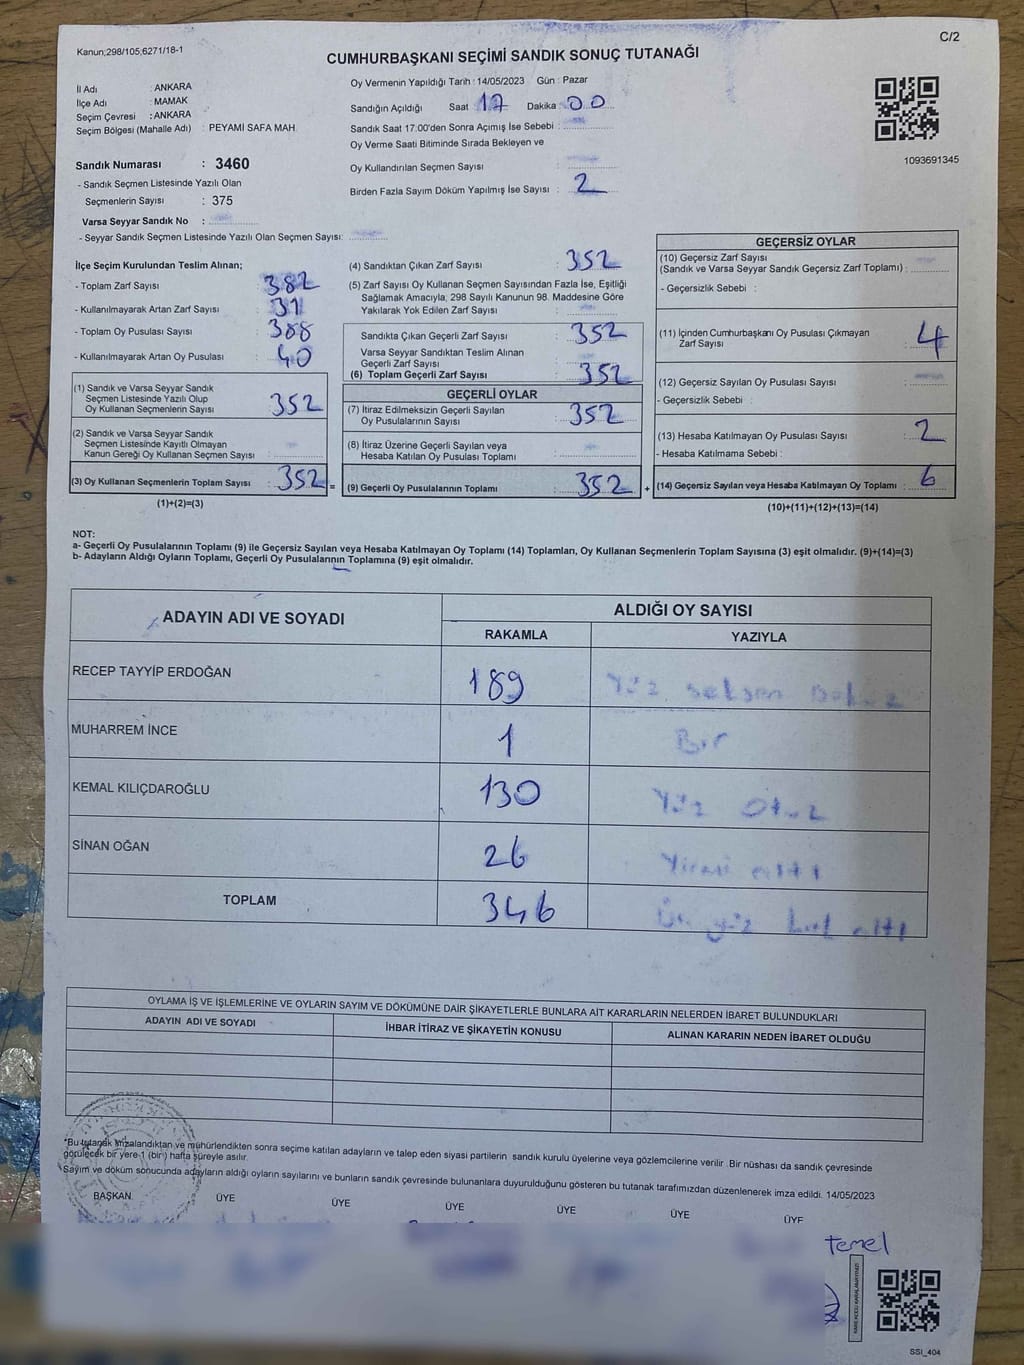 Kanun;298/105,6271/18-1
C/2
CUMHURBAŞKANI SEÇİMİ SANDIK SONUÇ TUTANAĞI
İl Adı : ANKARA
İlçe Adı : MAMAK
Seçim Çevresi : ANKARA
Seçim Bölgesi (Mahalle Adı) : PEYAMİ SAFA MAH.
Sandık Numarası : 3460
- Sandık Seçmen Listesinde Yazılı Olan
Seçmenlerin Sayısı : 375
Varsa Seyyar Sandık No :
- Seyyar Sandık Seçmen Listesinde Yazılı Olan Seçmen Sayısı:
Oy Vermenin Yapıldığı Tarih : 14/05/2023 Gün : Pazar
Sandığın Açıldığı Saat : 17 Dakika : 00
Sandık Saat 17:00'den Sonra Açımış İse Sebebi :
Oy Verme Saati Bitiminde Sırada Bekleyen ve
Oy Kullandırılan Seçmen Sayısı :
Birden Fazla Sayım Döküm Yapılmış İse Sayısı : 2
1093691345
İlçe Seçim Kurulundan Teslim Alınan;
- Toplam Zarf Sayısı : 382
- Kullanılmayarak Artan Zarf Sayısı : 31
- Toplam Oy Pusulası Sayısı : 388
- Kullanılmayarak Artan Oy Pusulası : 40
(1) Sandık ve Varsa Seyyar Sandık
Seçmen Listesinde Yazılı Olup
Oy Kullanan Seçmenlerin Sayısı : 352
(2) Sandık ve Varsa Seyyar Sandık
Seçmen Listesinde Kayıtlı Olmayan
Kanun Gereği Oy Kullanan Seçmen Sayısı :
(3) Oy Kullanan Seçmenlerin Toplam Sayısı : 352 =
(1)+(2)=(3)
(4) Sandıktan Çıkan Zarf Sayısı : 352
(5) Zarf Sayısı Oy Kullanan Seçmen Sayısından Fazla İse, Eşitliği
Sağlamak Amacıyla, 298 Sayılı Kanunun 98. Maddesine Göre
Yakılarak Yok Edilen Zarf Sayısı :
Sandıkta Çıkan Geçerli Zarf Sayısı : 352
Varsa Seyyar Sandıktan Teslim Alınan
Geçerli Zarf Sayısı :
(6) Toplam Geçerli Zarf Sayısı : 352
GEÇERLİ OYLAR
(7) İtiraz Edilmeksizin Geçerli Sayılan
Oy Pusulalarının Sayısı : 352
(8) İtiraz Üzerine Geçerli Sayılan veya
Hesaba Katılan Oy Pusulası Toplamı :
(9) Geçerli Oy Pusulalarının Toplamı : 352 +
GEÇERSİZ OYLAR
(10) Geçersiz Zarf Sayısı
(Sandık ve Varsa Seyyar Sandık Geçersiz Zarf Toplamı) :
- Geçersizlik Sebebi :
(11) İçinden Cumhurbaşkanı Oy Pusulası Çıkmayan
Zarf Sayısı : 4
(12) Geçersiz Sayılan Oy Pusulası Sayısı :
- Geçersizlik Sebebi :
(13) Hesaba Katılmayan Oy Pusulası Sayısı : 2
- Hesaba Katılmama Sebebi :
(14) Geçersiz Sayılan veya Hesaba Katılmayan Oy Toplamı : 6
(10)+(11)+(12)+(13)=(14)
NOT:
a- Geçerli Oy Pusulalarının Toplamı (9) ile Geçersiz Sayılan veya Hesaba Katılmayan Oy Toplamı (14) Toplamları, Oy Kullanan Seçmenlerin Toplam Sayısına (3) eşit olmalıdır. (9)+(14)=(3)
b- Adayların Aldığı Oyların Toplamı, Geçerli Oy Pusulalarının Toplamına (9) eşit olmalıdır.
ADAYIN ADI VE SOYADI
ALDIĞI OY SAYISI
RAKAMLA YAZIYLA
RECEP TAYYİP ERDOĞAN 189 Yüz seksen Dokuz
MUHARREM İNCE 1 Bir
KEMAL KILIÇDAROĞLU 130 Yüz Otuz
SİNAN OĞAN 26 Yirmi altı
TOPLAM 346 Üç yüz kırk altı
OYLAMA İŞ VE İŞLEMLERİNE VE OYLARIN SAYIM VE DÖKÜMÜNE DAİR ŞİKAYETLERLE BUNLARA AİT KARARLARIN NELERDEN İBARET BULUNDUKLARI
ADAYIN ADI VE SOYADI
İHBAR İTİRAZ VE ŞİKAYETİN KONUSU
ALINAN KARARIN NEDEN İBARET OLDUĞU
*Bu tutanak imzalandıktan ve mühürlendikten sonra seçime katılan adayların ve talep eden siyasi partilerin sandık kurulu üyelerine veya gözlemcilerine verilir. Bir nüshası da sandık çevresinde
görülecek bir yere 1 (bir) hafta süreyle asılır.
Sayım ve döküm sonucunda adayların aldığı oyların sayılarını ve bunların sandık çevresinde bulunanlara duyurulduğunu gösteren bu tutanak tarafımızdan düzenlenerek imza edildi. 14/05/2023
BAŞKAN ÜYE ÜYE ÜYE ÜYE ÜYE ÜYE
Temel
SSI_404